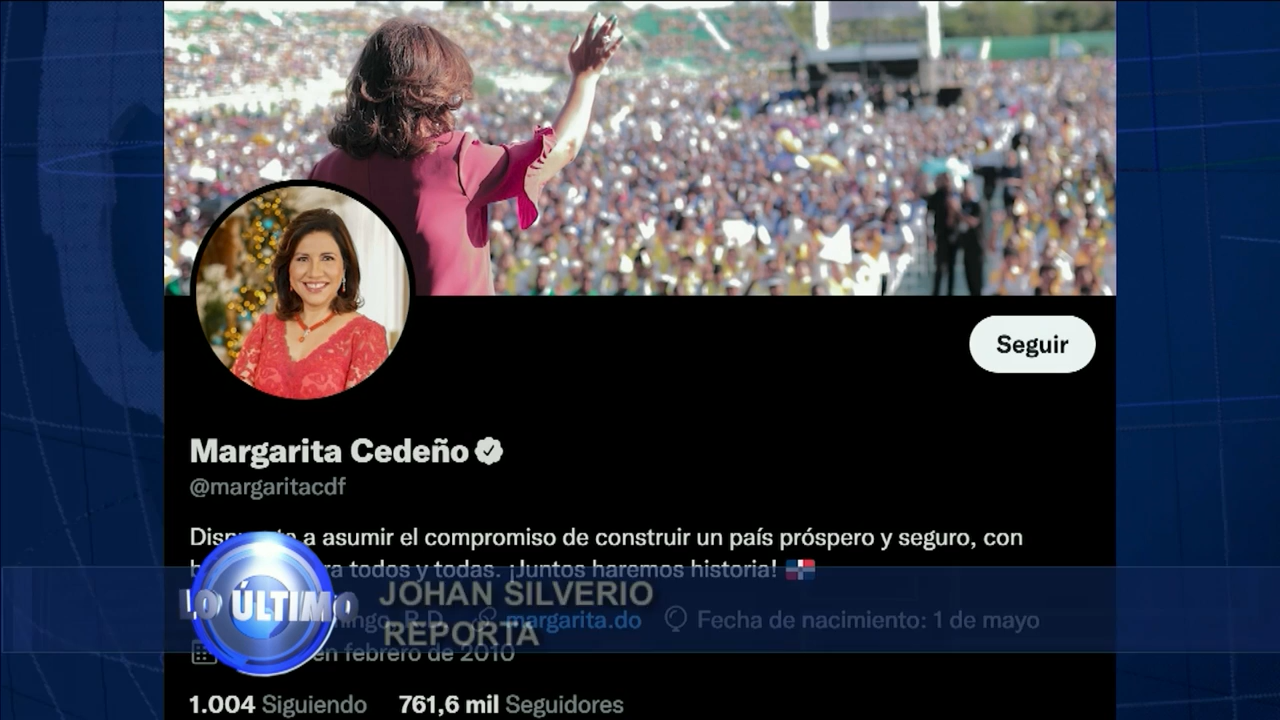 Seguir
Margarita Cedeño
@margaritacdf
a asumir el compromiso de construir un país próspero y seguro, con
todos y todas. ¡Juntos haremos historia!
JOHAN SILVERIO
LO ÚLTIMO
R.D. margarita.do Fecha de nacimiento: 1 de mayo
REPORTA
en febrero de 2010
1.004 Siguiendo 761,6 mil Seguidores